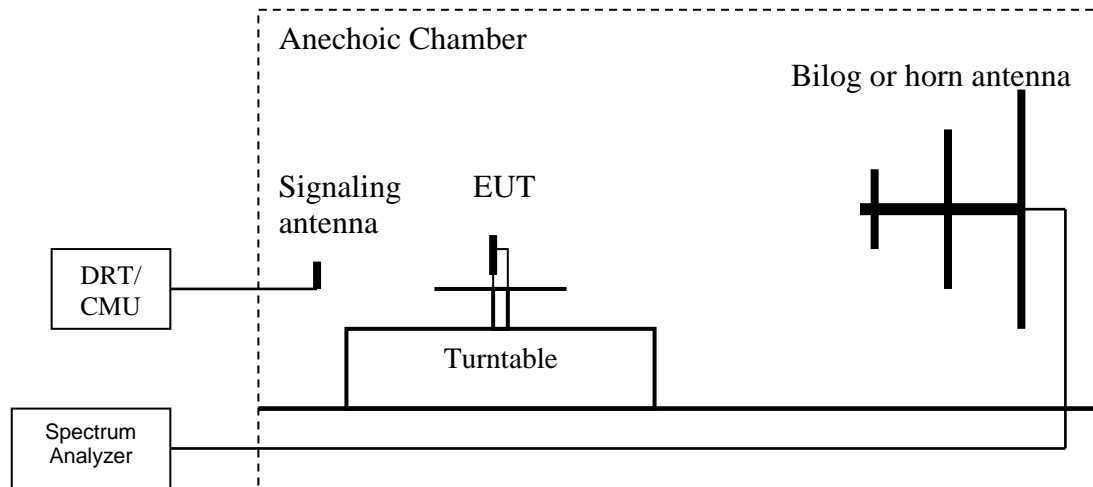 Anechoic Chamber
Bilog or horn antenna
Signaling
antenna
EUT
DRT/
CMU
Turntable
Spectrum
Analyzer